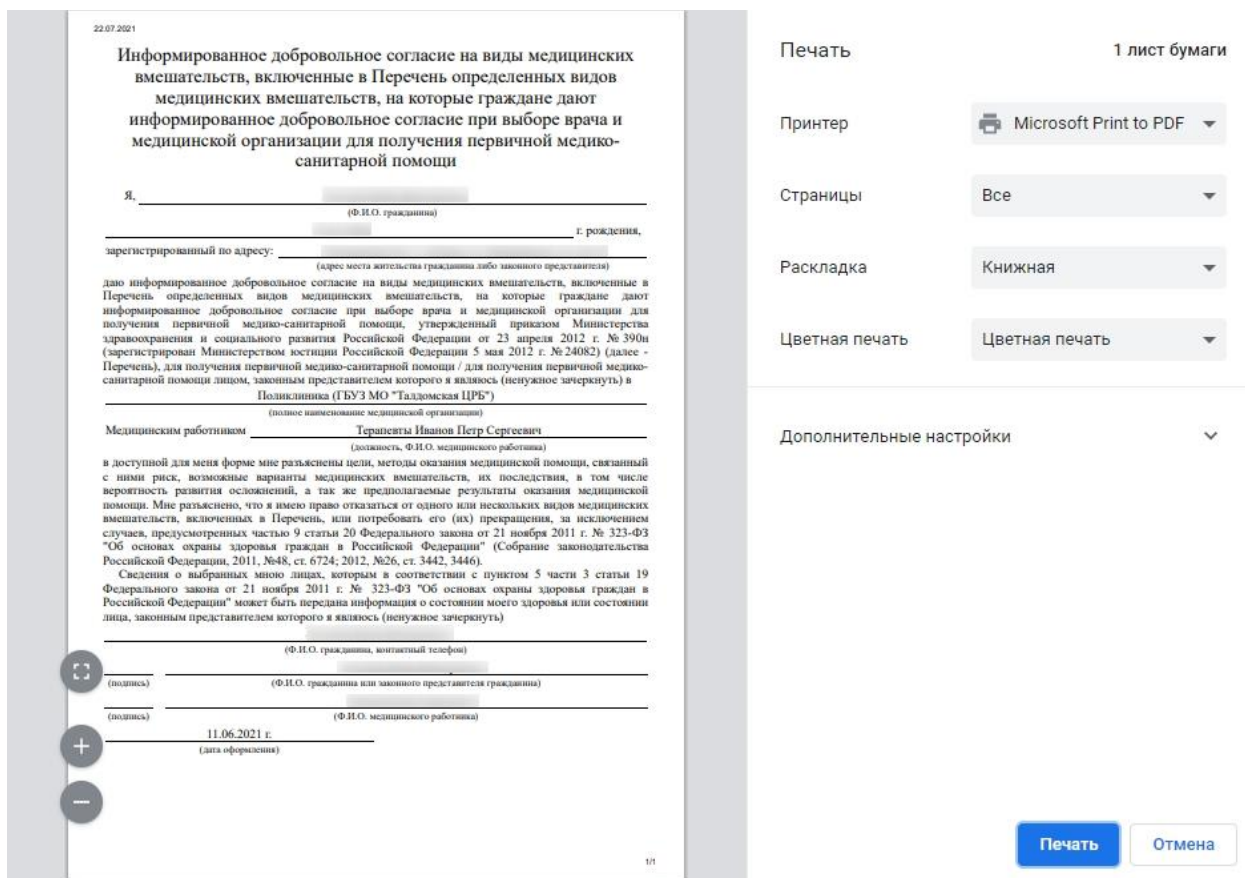 22.07.2021
Информированное добровольное согласие на виды медицинских
вмешательств, включенные в Перечень определенных видов
медицинских вмешательств, на которые граждане дают
информированное добровольное согласие при выборе врача и
медицинской организации для получения первичной медико-
санитарной помощи
Я,
(Ф.И.О. гражданина)
г. рождения,
зарегистрированный по адресу:
(адрес места жительства гражданина либо законного представителя)
даю информированное добровольное согласие на виды медицинских вмешательств, включенные в
Перечень определенных видов медицинских вмешательств, на которые граждане дают
информированное добровольное согласие при выборе врача и медицинской организации для
получения первичной медико-санитарной помощи, утвержденный приказом Министерства
здравоохранения и социального развития Российской Федерации от 23 апреля 2012 г. № 390н
(зарегистрирован Министерством юстиции Российской Федерации 5 мая 2012 г. № 24082) (далее -
Перечень), для получения первичной медико-санитарной помощи / для получения первичной медико-
санитарной помощи лицом, законным представителем которого я являюсь (ненужное зачеркнуть) в
Поликлиника (ГБУЗ МО "Талдомская ЦРБ")
(полное наименование медицинской организации)
Медицинским работником Терапевты Иванов Петр Сергеевич
(должность, Ф.И.О. медицинского работника)
в доступной для меня форме мне разъяснены цели, методы оказания медицинской помощи, связанный
с ними риск, возможные варианты медицинских вмешательств, их последствия, в том числе
вероятность развития осложнений, а так же предполагаемые результаты оказания медицинской
помощи. Мне разъяснено, что я имею право отказаться от одного или нескольких видов медицинских
вмешательств, включенных в Перечень, или потребовать его (их) прекращения, за исключением
случаев, предусмотренных частью 9 статьи 20 Федерального закона от 21 ноября 2011 г. № 323-ФЗ
"Об основах охраны здоровья граждан в Российской Федерации" (Собрание законодательства
Российской Федерации, 2011, №48, ст. 6724; 2012, №26, ст. 3442, 3446).
Сведения о выбранных мною лицах, которым в соответствии с пунктом 5 части 3 статьи 19
Федерального закона от 21 ноября 2011 г. № 323-ФЗ "Об основах охраны здоровья граждан в
Российской Федерации" может быть передана информация о состоянии моего здоровья или состоянии
лица, законным представителем которого я являюсь (ненужное зачеркнуть)
(Ф.И.О. гражданина, контактный телефон)
(подпись) (Ф.И.О. гражданина или законного представителя гражданина)
(подпись) (Ф.И.О. медицинского работника)
11.06.2021 г.
(дата оформления)
1/1
Печать 1 лист бумаги
Принтер Microsoft Print to PDF
Страницы Все
Раскладка Книжная
Цветная печать Цветная печать
Дополнительные настройки
Печать Отмена